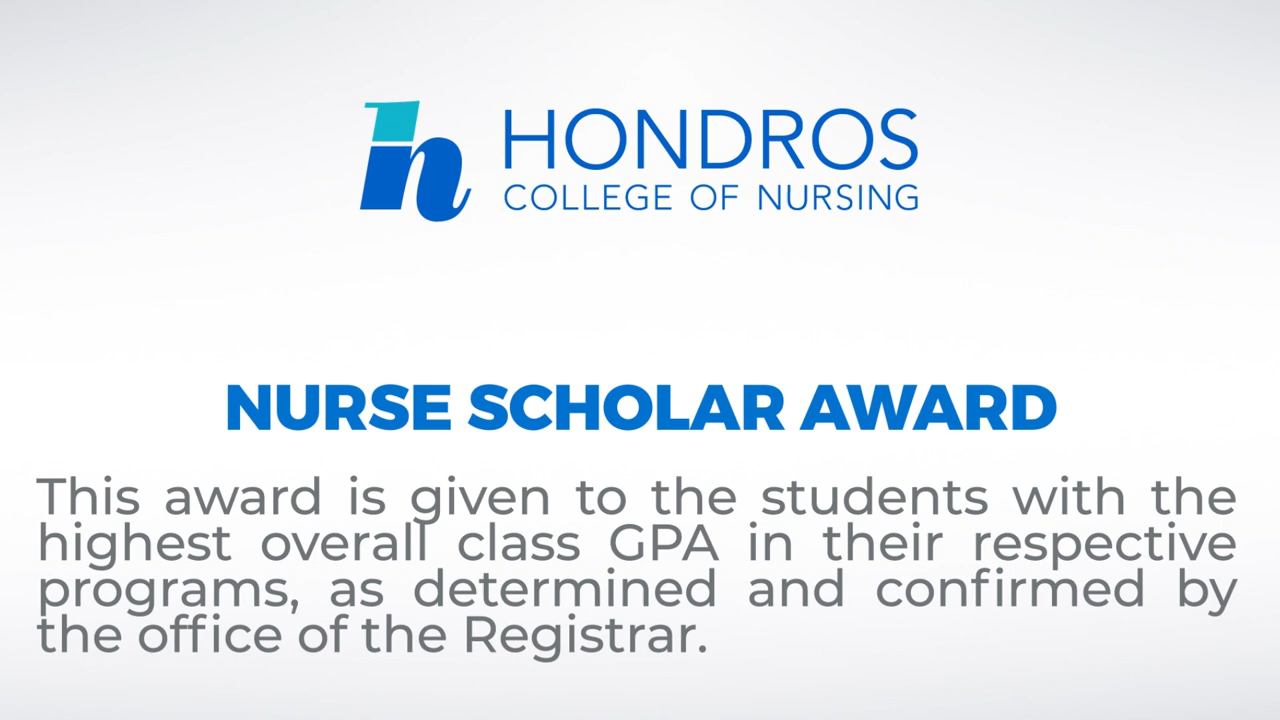 HONDROS
COLLEGE OF NURSING
NURSE SCHOLAR AWARD
This award is given to the students with the
highest overall class GPA in their respective
programs, as determined and confirmed by
the office of the Registrar.